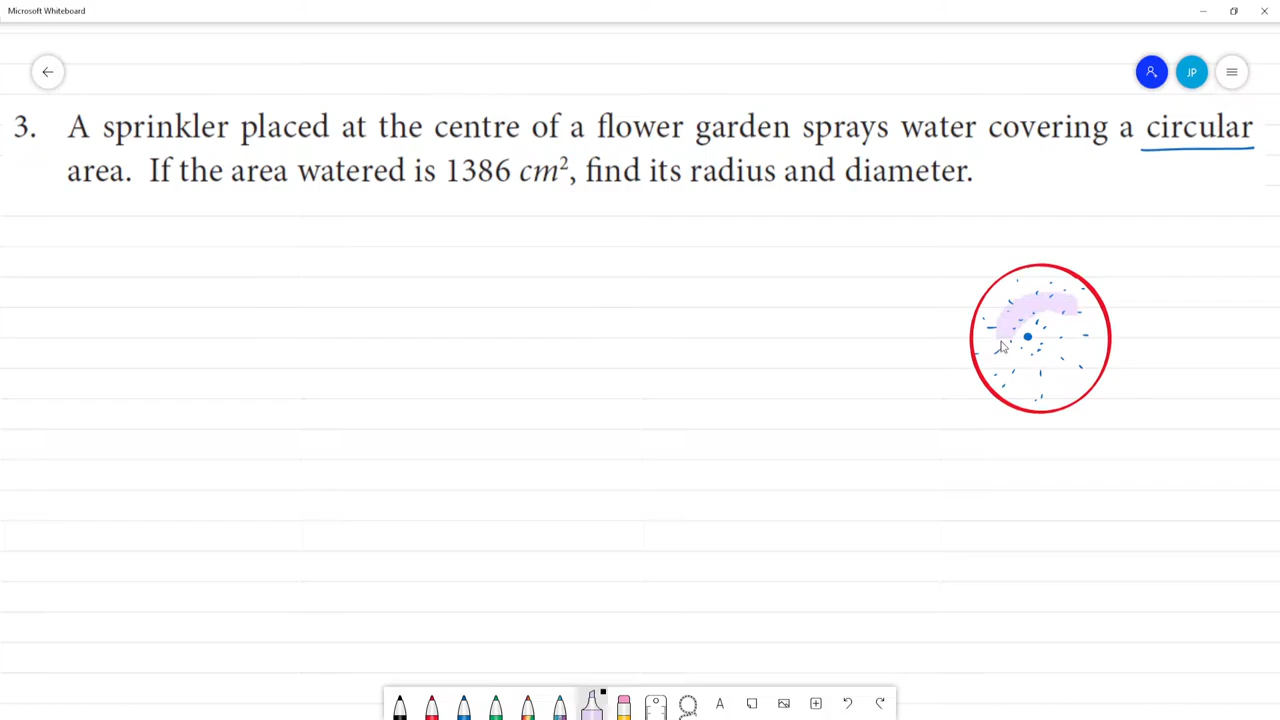 Microsoft Whiteboard
JP
3. A sprinkler placed at the centre of a flower garden sprays water covering a circular
area. If the area watered is 1386 cm², find its radius and diameter.
A